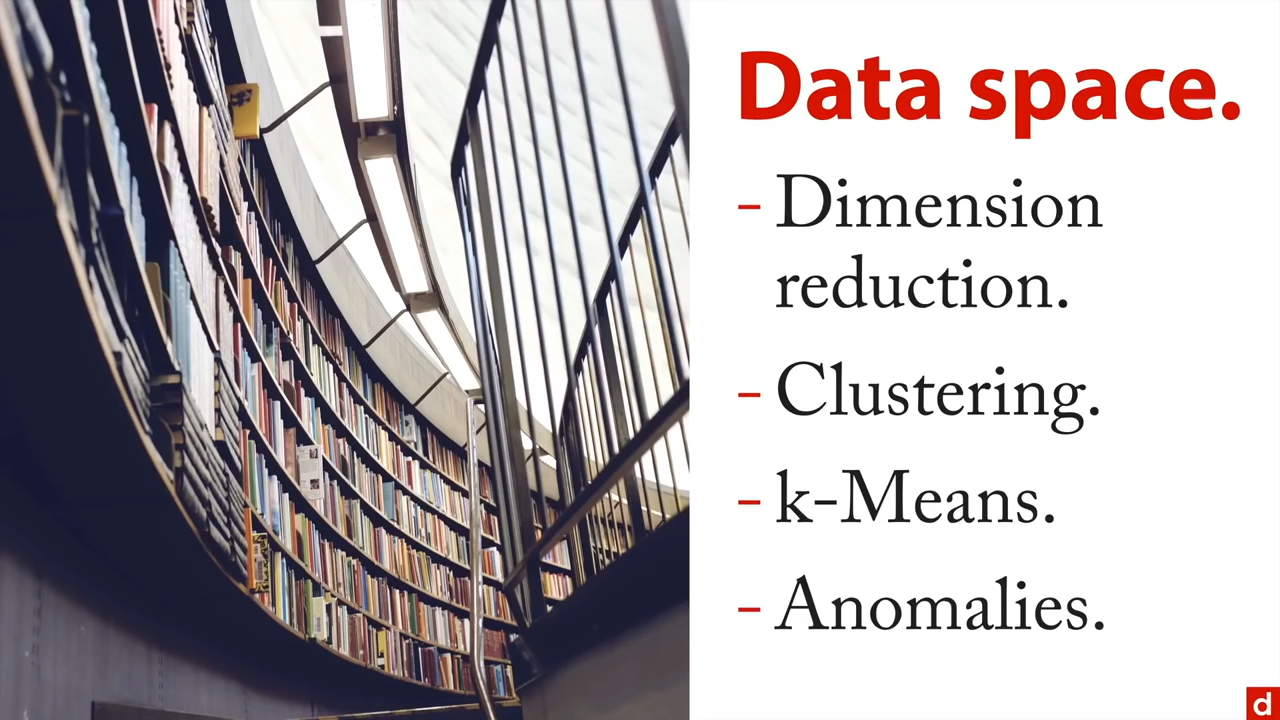 Data space.
- Dimension
reduction.
- Clustering.
- k-Means.
- Anomalies.
d